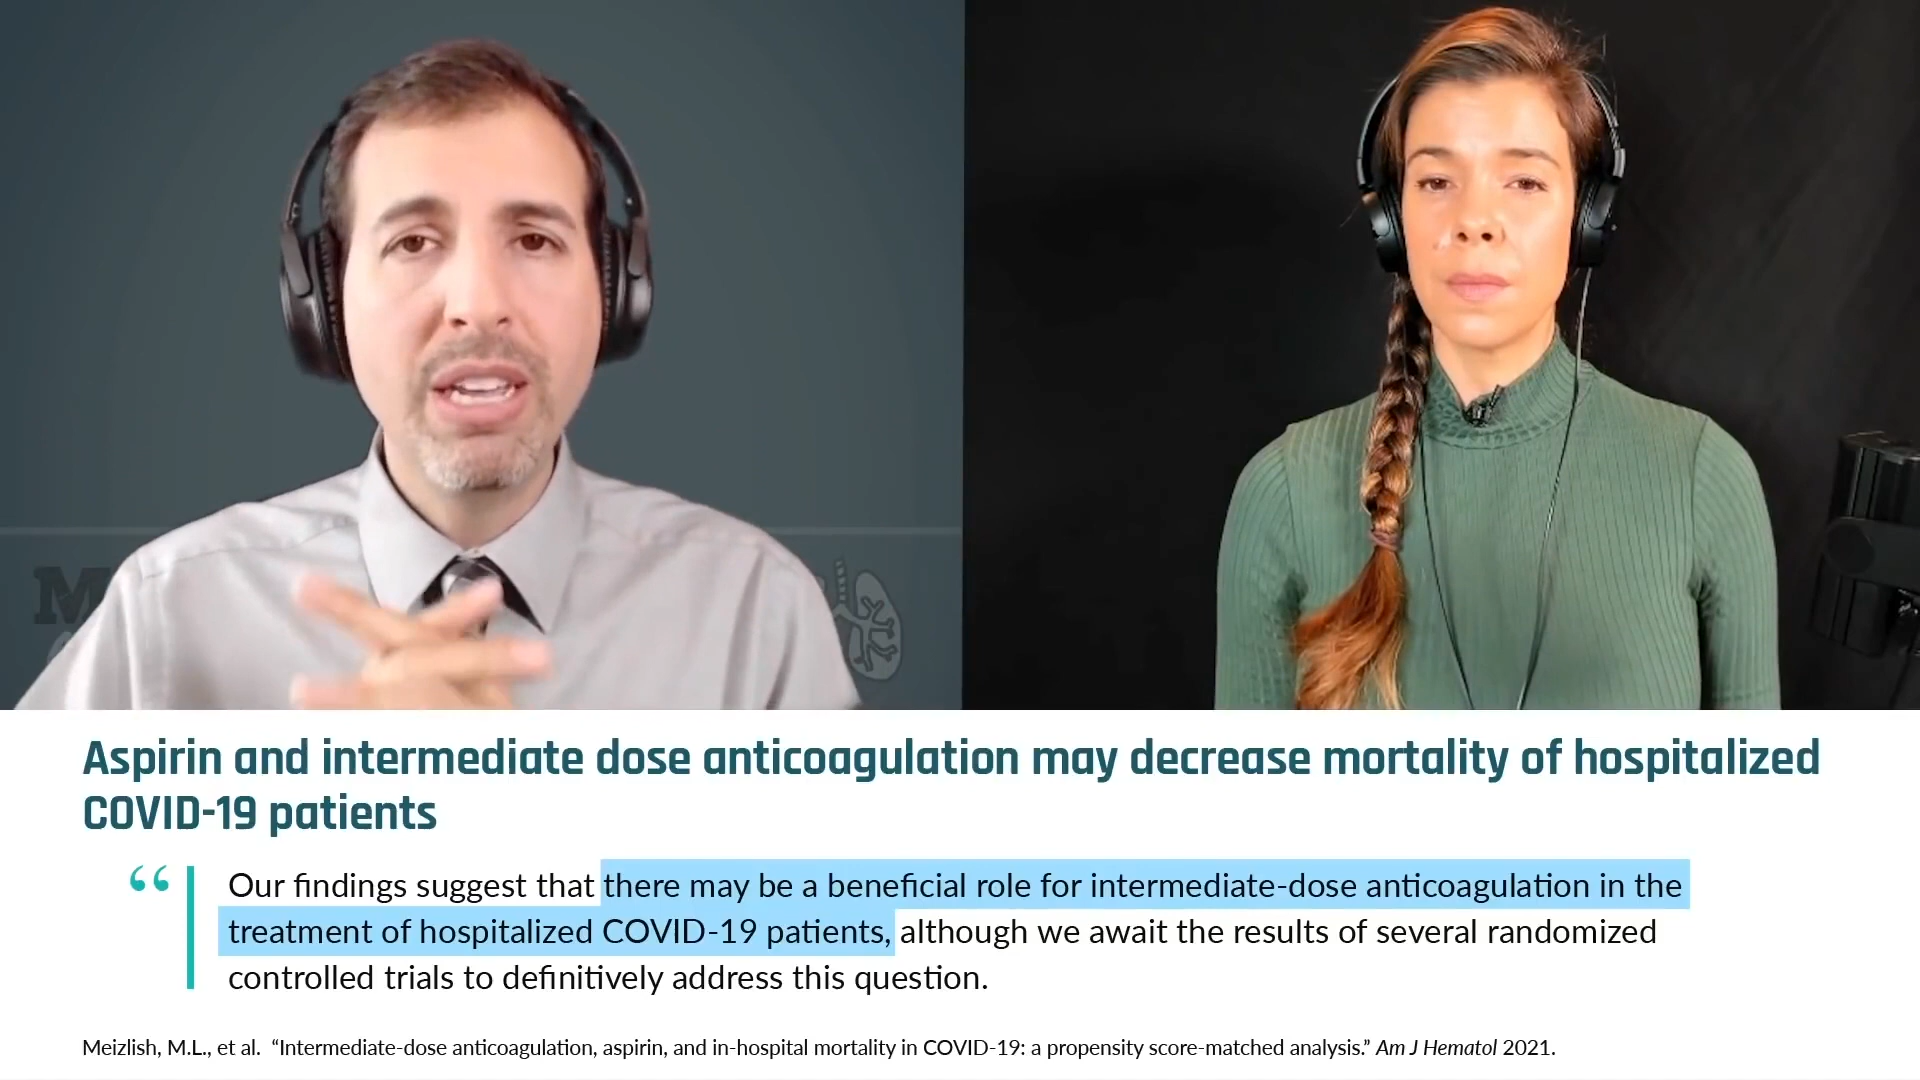 M
Aspirin and intermediate dose anticoagulation may decrease mortality of hospitalized
COVID-19 patients
“ Our findings suggest that there may be a beneficial role for intermediate-dose anticoagulation in the
treatment of hospitalized COVID-19 patients, although we await the results of several randomized
controlled trials to definitively address this question.
Meizlish, M.L., et al. “Intermediate-dose anticoagulation, aspirin, and in-hospital mortality in COVID-19: a propensity score-matched analysis.” Am J Hematol 2021.